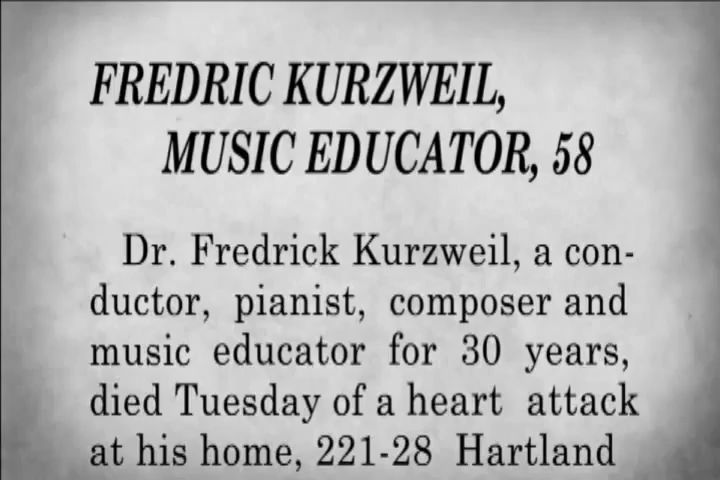 FREDRIC KURZWEIL,
MUSIC EDUCATOR, 58
Dr. Fredrick Kurzweil, a con-
ductor, pianist, composer and
music educator for 30 years,
died Tuesday of a heart attack
at his home, 221-28 Hartland